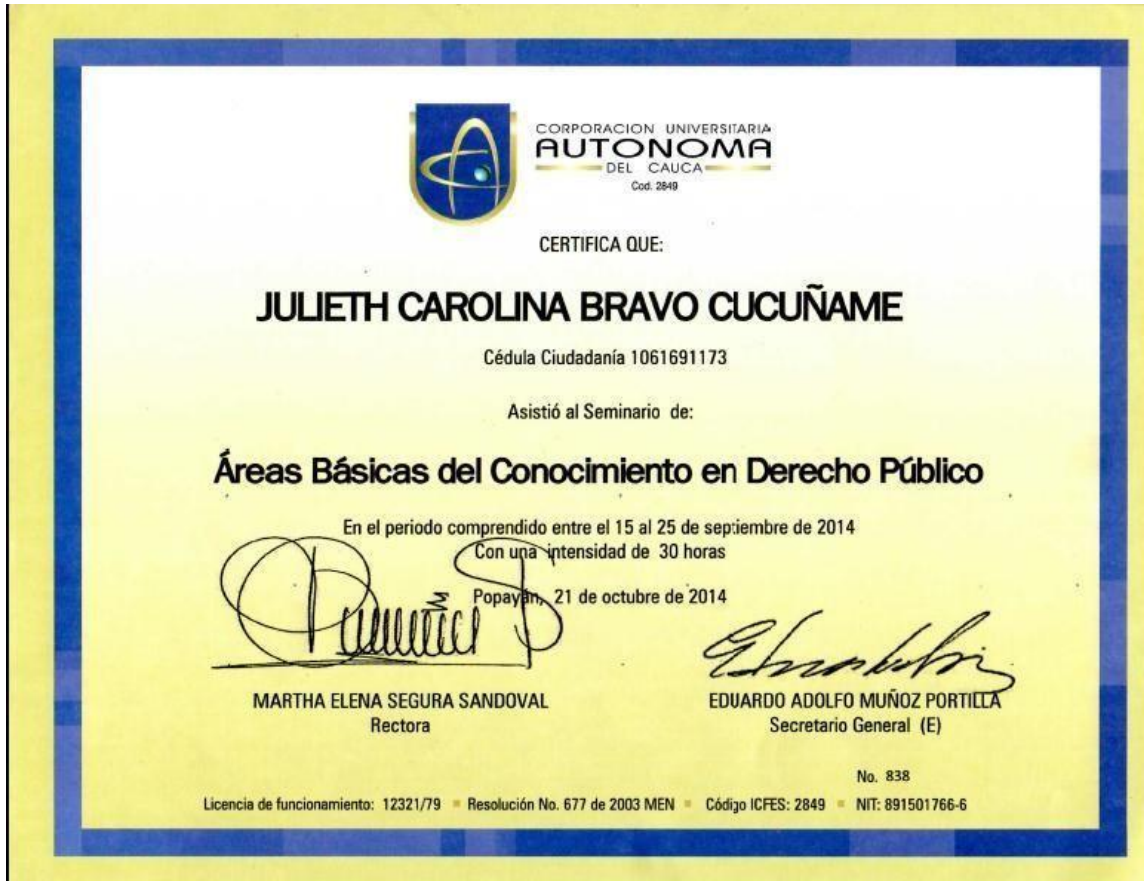 CORPORACION UNIVERSITARIA
AUTONOMA
DEL CAUCA
Cod. 2849
CERTIFICA QUE:
JULIETH CAROLINA BRAVO CUCUÑAME
Cédula Ciudadanía 1061691173
Asistió al Seminario de:
Áreas Básicas del Conocimiento en Derecho Público
En el periodo comprendido entre el 15 al 25 de septiembre de 2014
Con una intensidad de 30 horas
Popayán, 21 de octubre de 2014
MARTHA ELENA SEGURA SANDOVAL
Rectora
EDUARDO ADOLFO MUÑOZ PORTILLA
Secretario General (E)
No. 838
Licencia de funcionamiento: 12321/79 ▪ Resolución No. 677 de 2003 MEN ▪ Código ICFES: 2849 ▪ NIT: 891501766-6